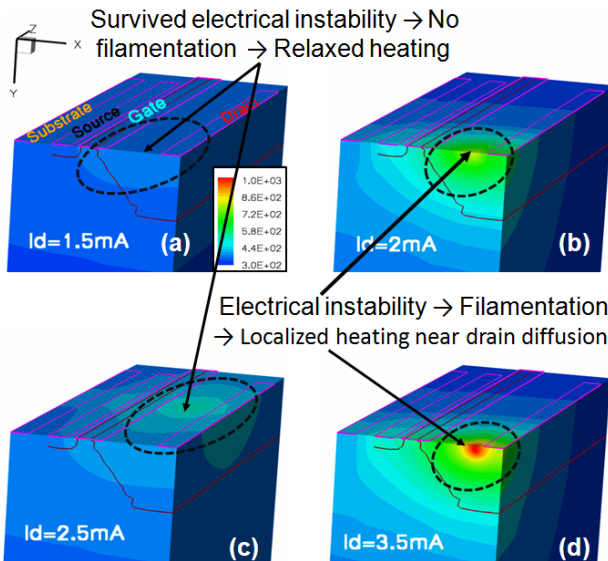 Survived electrical instability → No
filamentation → Relaxed heating
Z
X
Y
Substrate
Source
Gate
Drain
1.0E+03
8.6E+02
7.2E+02
5.8E+02
4.4E+02
3.0E+02
Id=1.5mA
(a)
Id=2mA
(b)
Electrical instability → Filamentation
→ Localized heating near drain diffusion
Id=2.5mA
(c)
Id=3.5mA
(d)